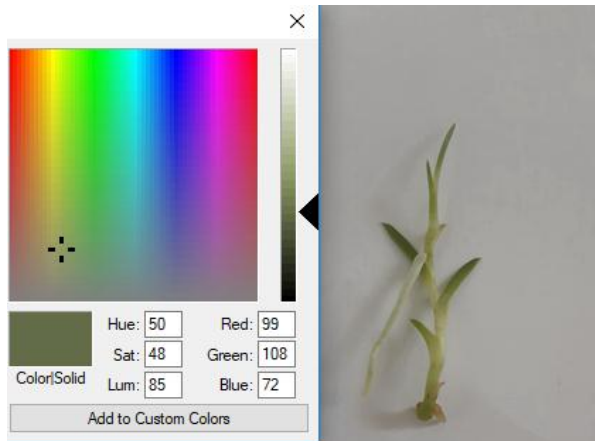 Hue: 50 Red: 99
Sat: 48 Green: 108
Color|Solid Lum: 85 Blue: 72
Add to Custom Colors